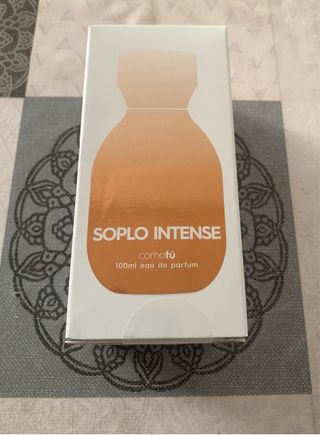 SOPLO INTENSE
comotú
100ml eau de parfum